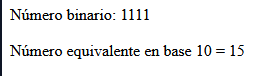 Número binario: 1111
Número equivalente en base 10 = 15